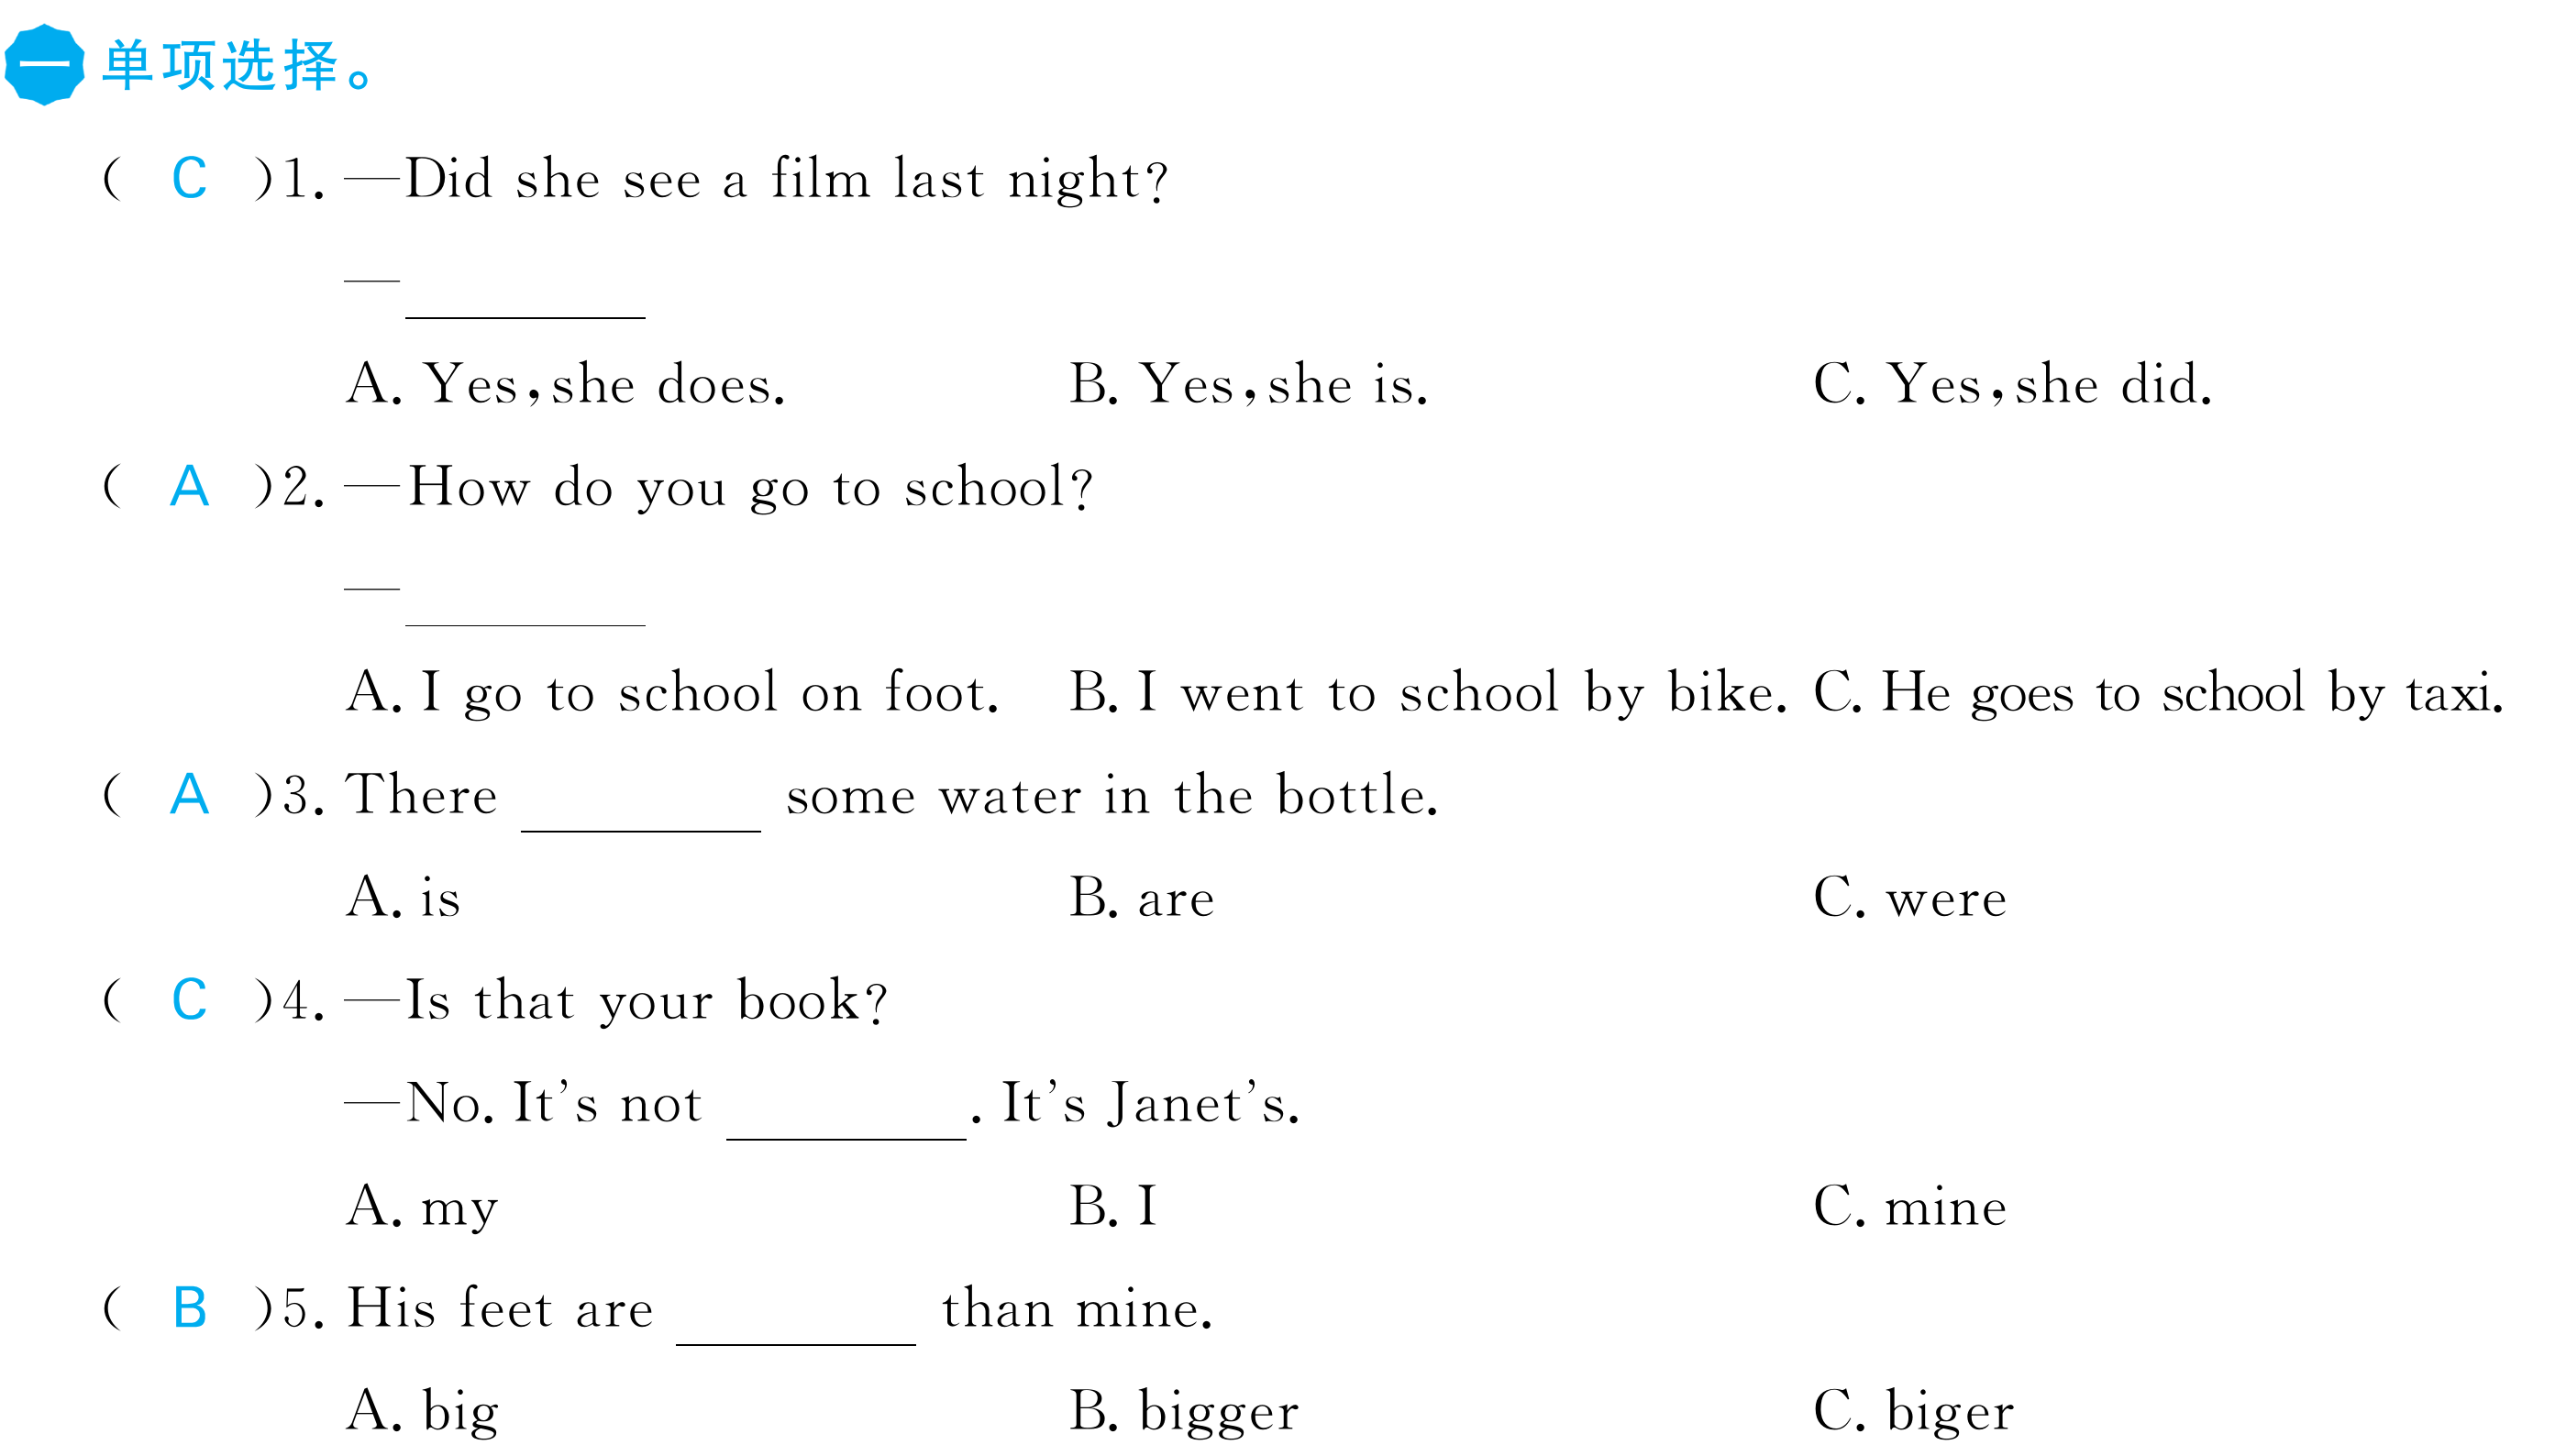 一 单项选择。
( C )1. —Did she see a film last night?
—________
A. Yes,she does. B. Yes,she is. C. Yes,she did.
( A )2. —How do you go to school?
—________
A. I go to school on foot. B. I went to school by bike. C. He goes to school by taxi.
( A )3. There ________ some water in the bottle.
A. is B. are C. were
( C )4. —Is that your book?
—No. It's not ________. It's Janet's.
A. my B. I C. mine
( B )5. His feet are ________ than mine.
A. big B. bigger C. biger